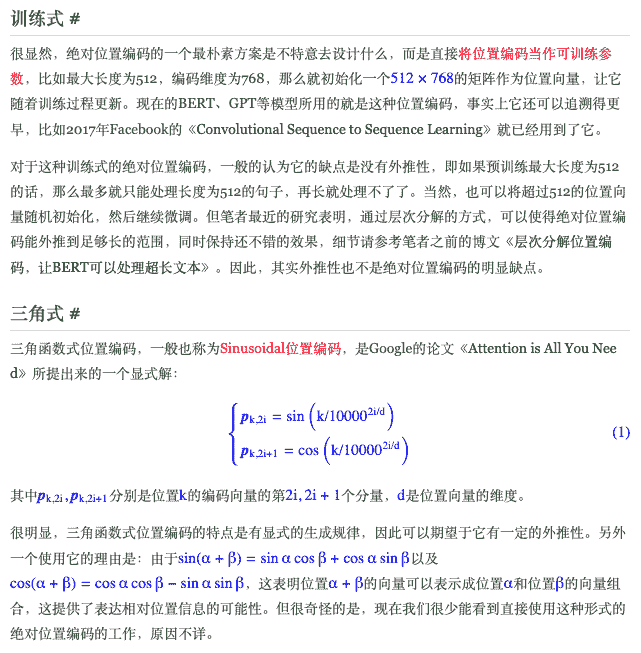 训练式 #
很显然，绝对位置编码的一个最朴素方案是不特意去设计什么，而是直接将位置编码当作可训练参
数，比如最大长度为512，编码维度为768，那么就初始化一个512 × 768的矩阵作为位置向量，让它
随着训练过程更新。现在的BERT、GPT等模型所用的就是这种位置编码，事实上它还可以追溯得更
早，比如2017年Facebook的《Convolutional Sequence to Sequence Learning》就已经用到了它。
对于这种训练式的绝对位置编码，一般的认为它的缺点是没有外推性，即如果预训练最大长度为512
的话，那么最多就只能处理长度为512的句子，再长就处理不了了。当然，也可以将超过512的位置向
量随机初始化，然后继续微调。但笔者最近的研究表明，通过层次分解的方式，可以使得绝对位置编
码能外推到足够长的范围，同时保持还不错的效果，细节请参考笔者之前的博文《层次分解位置编
码，让BERT可以处理超长文本》。因此，其实外推性也不是绝对位置编码的明显缺点。
三角式 #
三角函数式位置编码，一般也称为Sinusoidal位置编码，是Google的论文《Attention is All You Nee
d》所提出来的一个显式解：
p_{k,2i} = sin (k/10000^{2i/d})
p_{k,2i+1} = cos (k/10000^{2i/d})
(1)
其中p_{k,2i}, p_{k,2i+1}分别是位置k的编码向量的第2i, 2i + 1个分量，d是位置向量的维度。
很明显，三角函数式位置编码的特点是有显式的生成规律，因此可以期望于它有一定的外推性。另外
一个使用它的理由是：由于sin(α + β) = sin α cos β + cos α sin β以及
cos(α + β) = cos α cos β − sin α sin β，这表明位置α + β的向量可以表示成位置α和位置β的向量组
合，这提供了表达相对位置信息的可能性。但很奇怪的是，现在我们很少能看到直接使用这种形式的
绝对位置编码的工作，原因不详。